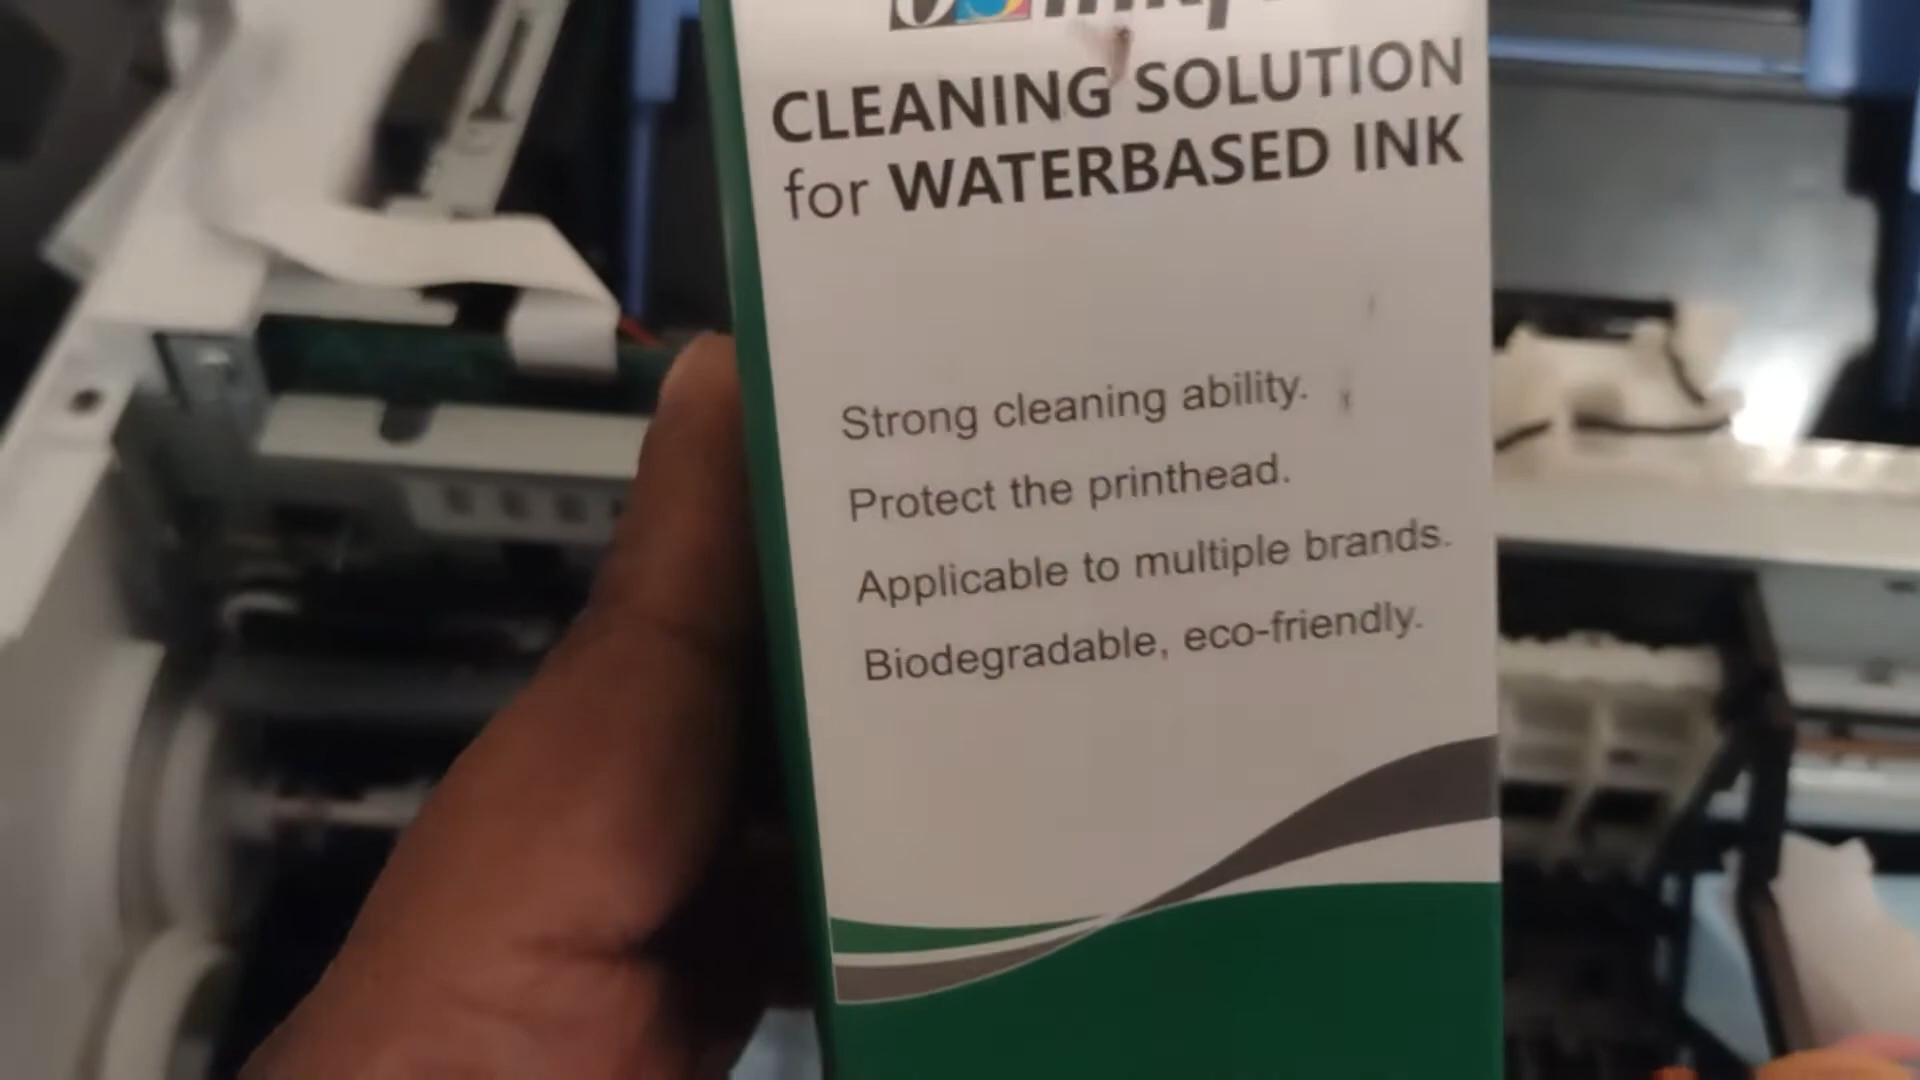 CLEANING SOLUTION
for WATERBASED INK
Strong cleaning ability.
Protect the printhead.
Applicable to multiple brands.
Biodegradable, eco-friendly.